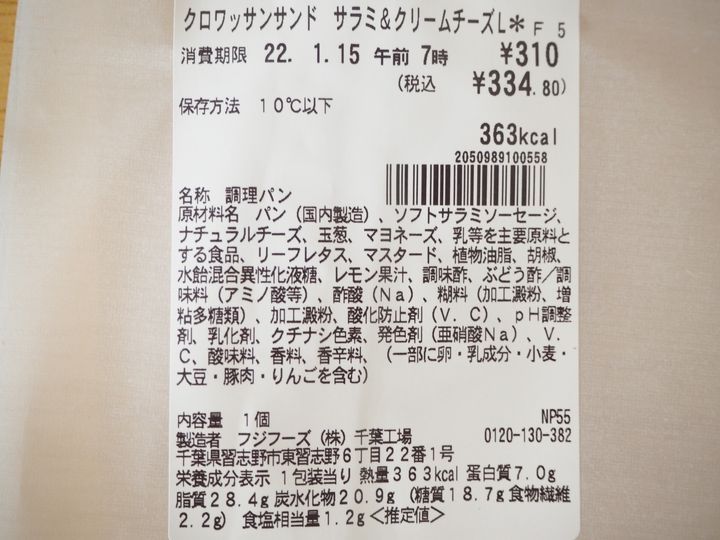 クロワッサンサンド サラミ&クリームチーズL＊ F 5
消費期限 22. 1.15 午前 7時 ¥310
(税込 ¥334.80)
保存方法 10℃以下
363kcal
2050989100558
名称 調理パン
原材料名 パン（国内製造）、ソフトサラミソーセージ、
ナチュラルチーズ、玉葱、マヨネーズ、乳等を主要原料と
する食品、リーフレタス、マスタード、植物油脂、胡椒、
水飴混合異性化液糖、レモン果汁、調味酢、ぶどう酢／調
味料（アミノ酸等）、酢酸（Na）、糊料（加工澱粉、増
粘多糖類）、加工澱粉、酸化防止剤（V．C）、pH調整
剤、乳化剤、クチナシ色素、発色剤（亜硝酸Na）、V．
C、酸味料、香料、香辛料、（一部に卵・乳成分・小麦・
大豆・豚肉・りんごを含む）
内容量 1個 NP55
製造者 フジフーズ（株）千葉工場 0120-130-382
千葉県習志野市東習志野6丁目22番1号
栄養成分表示 1包装当り 熱量363kcal 蛋白質7.0g
脂質28.4g 炭水化物20.9g（糖質18.7g 食物繊維
2.2g） 食塩相当量1.2g＜推定値＞